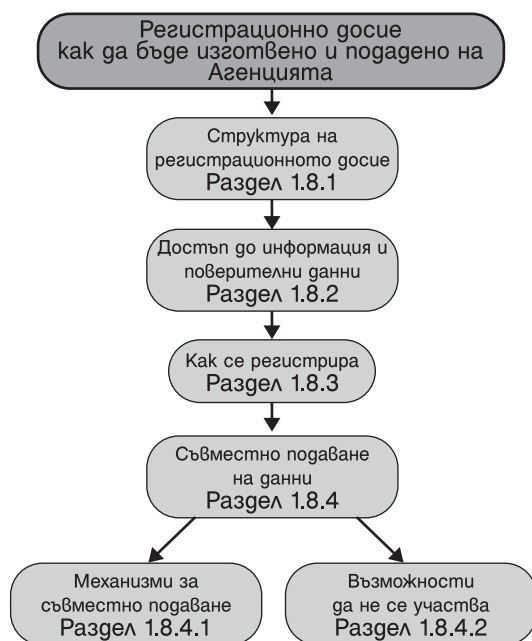 Регистрационно досие
как да бъде изготвено и подадено на
Агенцията
Структура на
регистрационното досие
Раздел 1.8.1
Достъп до информация и
поверителни данни
Раздел 1.8.2
Как се регистрира
Раздел 1.8.3
Съвместно подаване
на данни
Раздел 1.8.4
Механизми за
съвместно подаване
Раздел 1.8.4.1
Възможности
да не се участва
Раздел 1.8.4.2